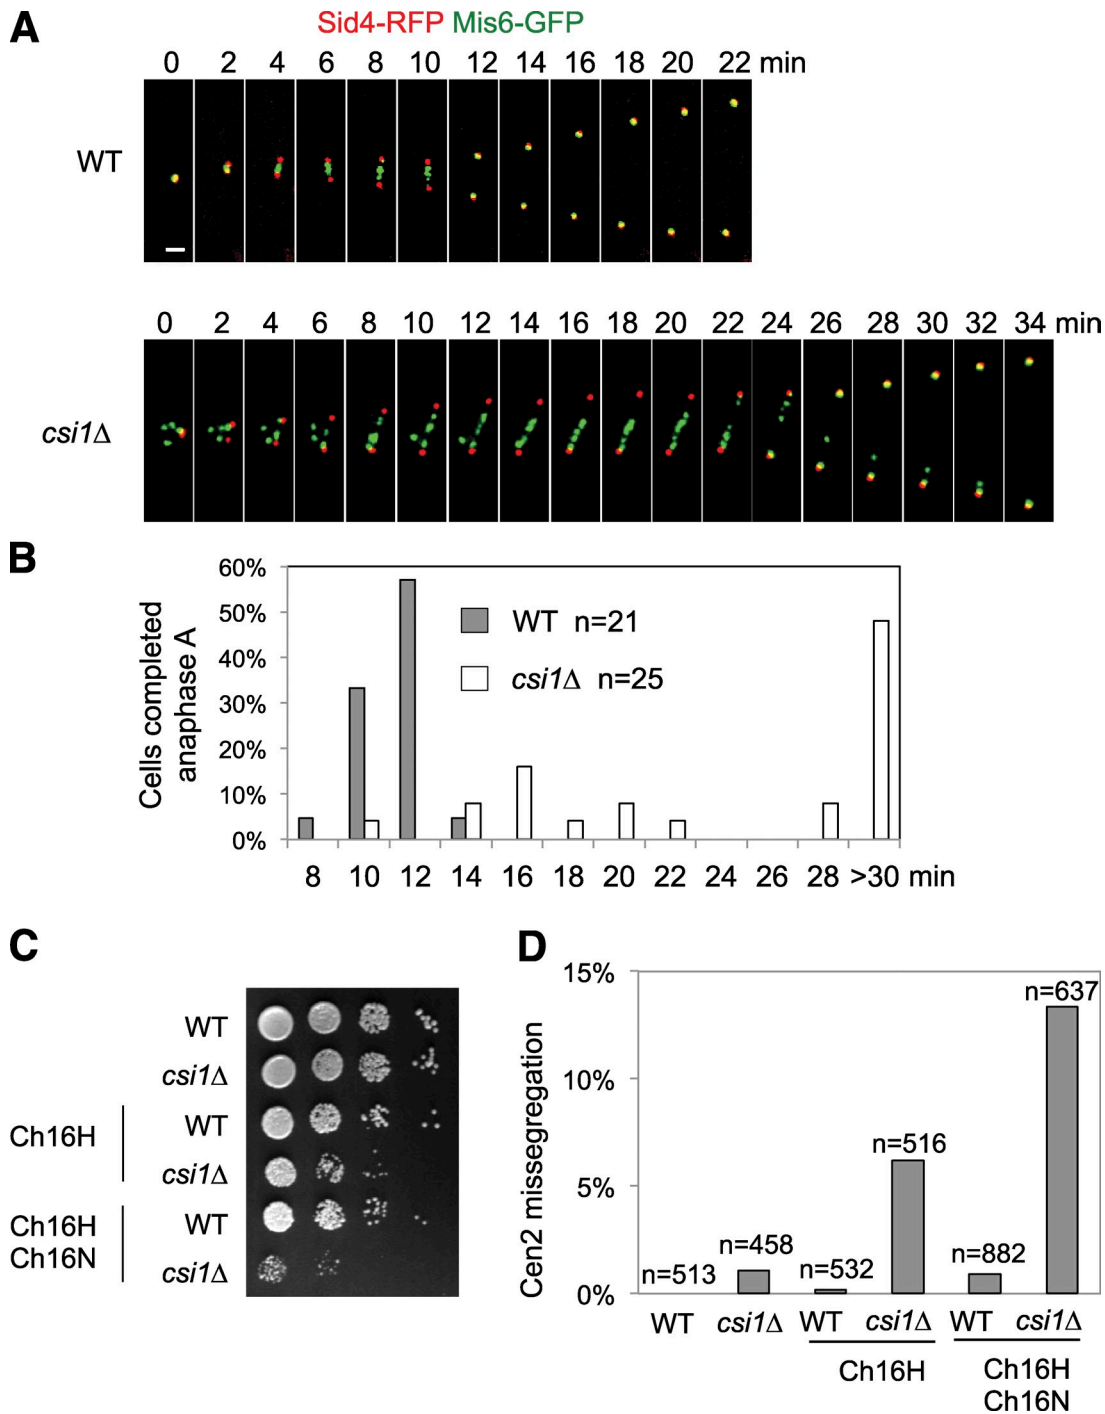 A
Sid4-RFP Mis6-GFP
0 2 4 6 8 10 12 14 16 18 20 22 min
WT
0 2 4 6 8 10 12 14 16 18 20 22 24 26 28 30 32 34 min
csi1Δ
B
Cells completed
anaphase A
60%
50%
40%
30%
20%
10%
0%
WT n=21
csi1Δ n=25
8 10 12 14 16 18 20 22 24 26 28 >30 min
C
WT
csi1Δ
Ch16H
WT
csi1Δ
Ch16H
Ch16N
WT
csi1Δ
D
Cen2 missegregation
15%
10%
5%
0%
n=513
n=458
n=532
n=516
n=882
n=637
WT csi1Δ WT csi1Δ WT csi1Δ
Ch16H
Ch16H
Ch16N